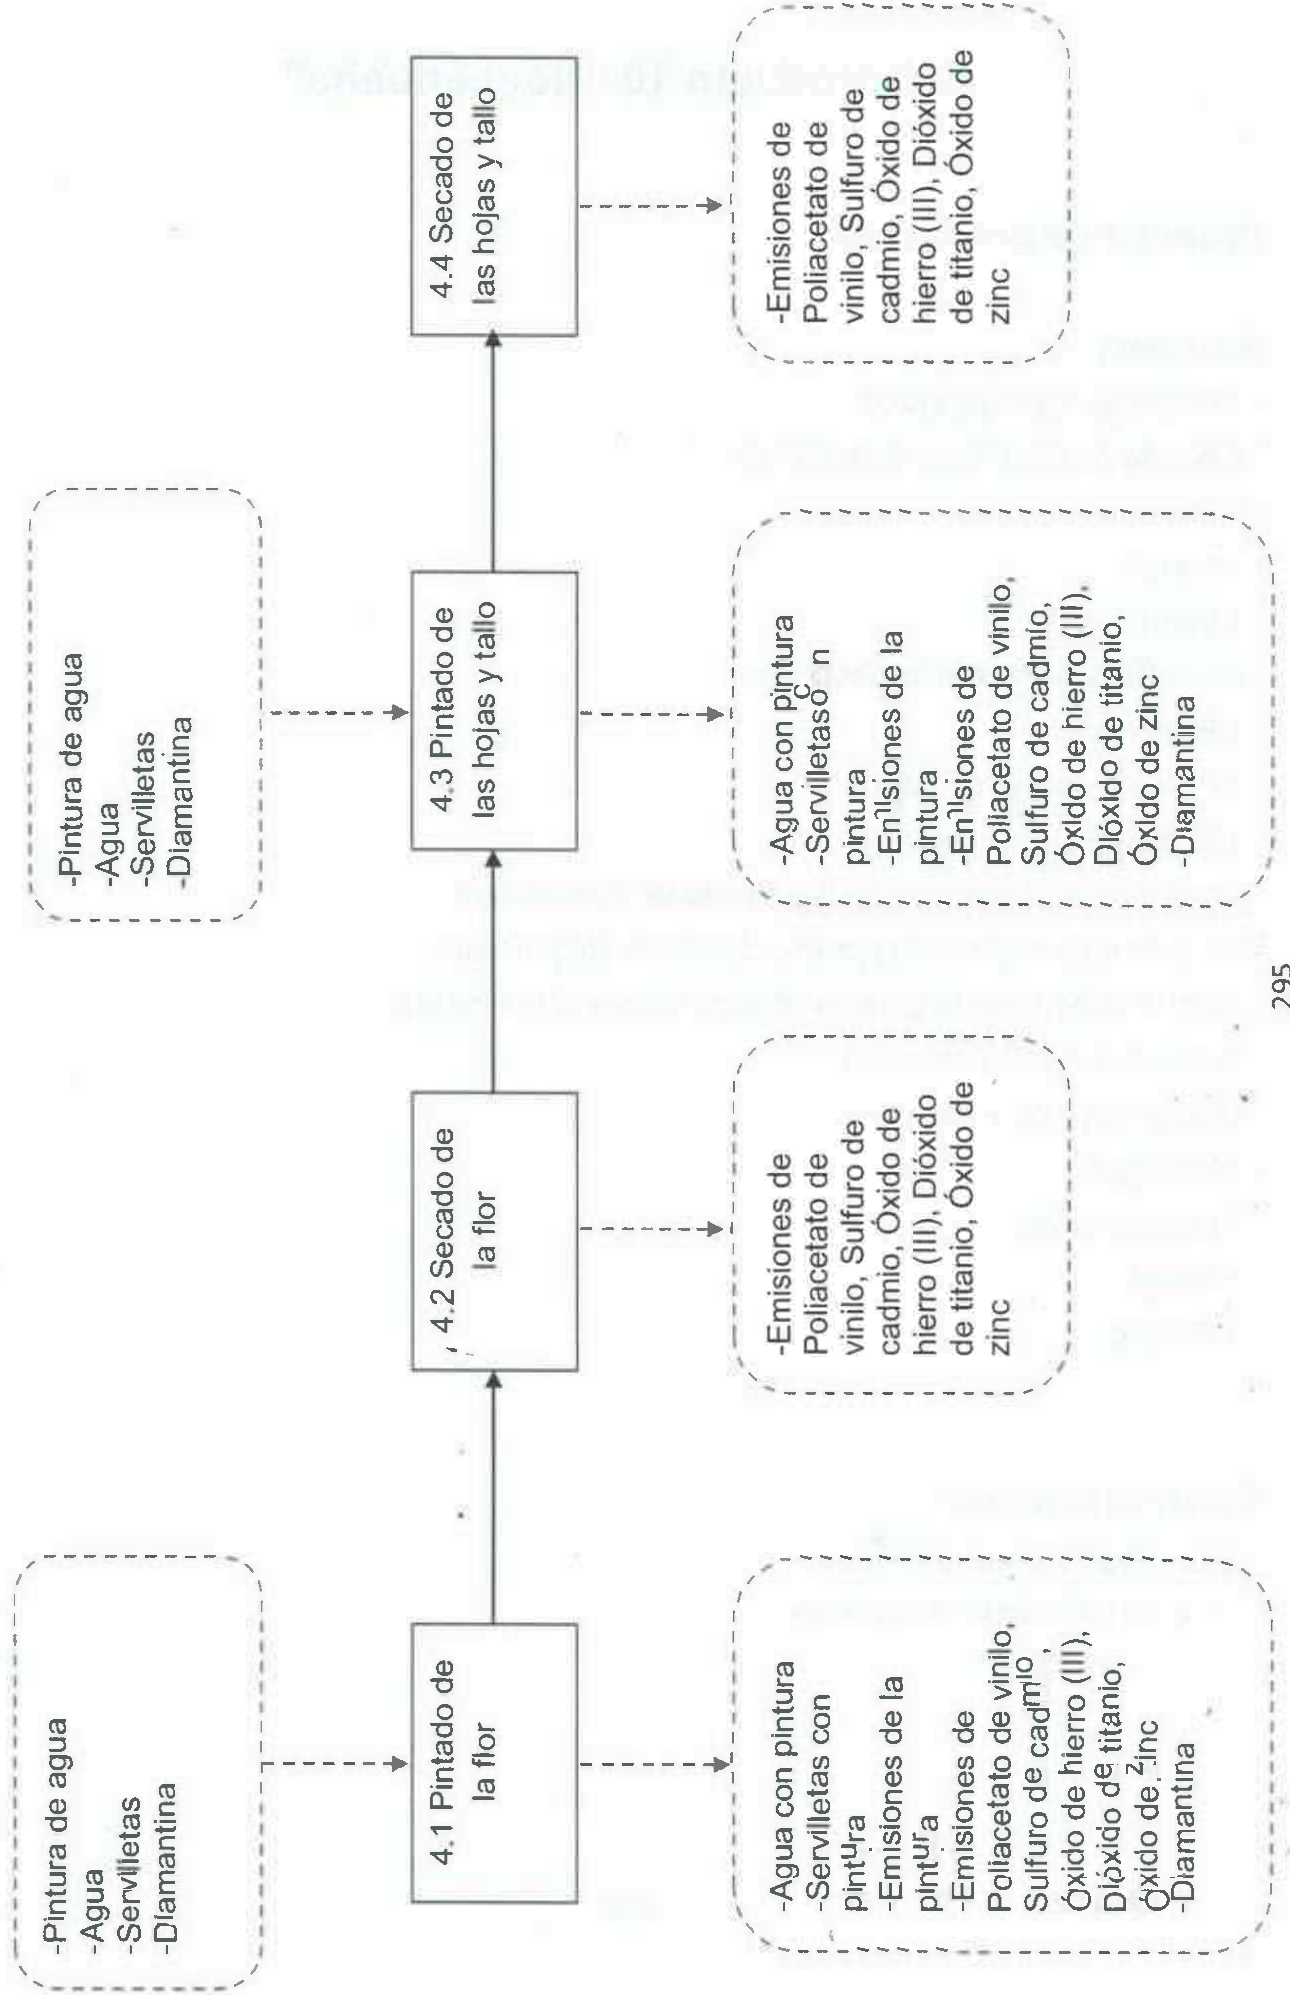 -Pintura de agua
-Agua
-Servilletas
-Diamantina
-Pintura de agua
-Agua
-Servilletas
-Diamantina
4.1 Pintado de
la flor
4.2 Secado de
la flor
4.3 Pintado de
las hojas y tallo
4.4 Secado de
las hojas y tallo
-Agua con pintura
-Servilletas con
pintura
-Emisiones de la
pintura
-Emisiones de
Poliacetato de vinilo,
Sulfuro de cadmio,
Óxido de hierro (III),
Dióxido de titanio,
Óxido de zinc
-Diamantina
-Emisiones de
Poliacetato de
vinilo, Sulfuro de
cadmio, Óxido de
hierro (III), Dióxido
de titanio, Óxido de
zinc
-Agua con pintura
-Servilletas con
pintura
-Emisiones de la
pintura
-Emisiones de
Poliacetato de vinilo,
Sulfuro de cadmio,
Óxido de hierro (III),
Dióxido de titanio,
Óxido de zinc
-Diamantina
-Emisiones de
Poliacetato de
vinilo, Sulfuro de
cadmio, Óxido de
hierro (III), Dióxido
de titanio, Óxido de
zinc
295